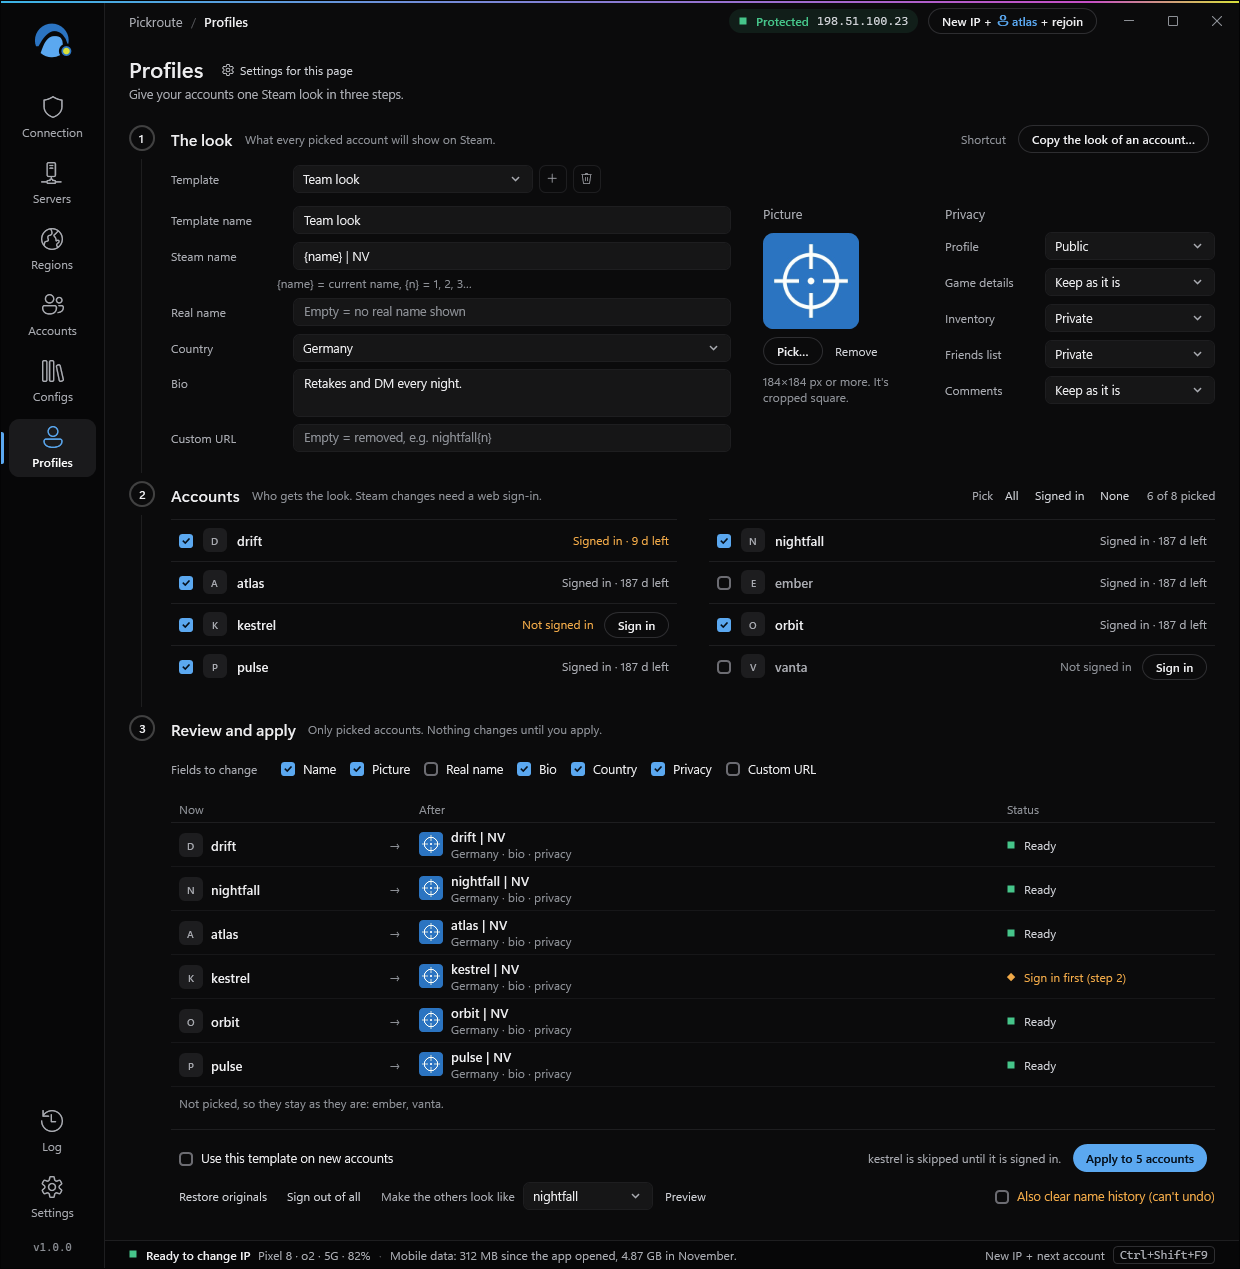 Pickroute / Profiles
Protected 198.51.100.23
New IP + atlas + rejoin
Connection
Servers
Regions
Accounts
Configs
Profiles
Log
Settings
v1.0.0
Profiles
Settings for this page
Give your accounts one Steam look in three steps.
1 The look What every picked account will show on Steam.
Shortcut Copy the look of an account...
Template Team look
Template name Team look
Steam name {name} | NV
{name} = current name, {n} = 1, 2, 3...
Real name Empty = no real name shown
Country Germany
Bio Retakes and DM every night.
Custom URL Empty = removed, e.g. nightfall{n}
Picture
Pick... Remove
184×184 px or more. It's
cropped square.
Privacy
Profile Public
Game details Keep as it is
Inventory Private
Friends list Private
Comments Keep as it is
2 Accounts Who gets the look. Steam changes need a web sign-in.
Pick All Signed in None 6 of 8 picked
D drift Signed in · 9 d left
N nightfall Signed in · 187 d left
A atlas Signed in · 187 d left
E ember Signed in · 187 d left
K kestrel Not signed in Sign in
O orbit Signed in · 187 d left
P pulse Signed in · 187 d left
V vanta Not signed in Sign in
3 Review and apply Only picked accounts. Nothing changes until you apply.
Fields to change Name Picture Real name Bio Country Privacy Custom URL
Now After Status
D drift → drift | NV Ready
Germany · bio · privacy
N nightfall → nightfall | NV Ready
Germany · bio · privacy
A atlas → atlas | NV Ready
Germany · bio · privacy
K kestrel → kestrel | NV Sign in first (step 2)
Germany · bio · privacy
O orbit → orbit | NV Ready
Germany · bio · privacy
P pulse → pulse | NV Ready
Germany · bio · privacy
Not picked, so they stay as they are: ember, vanta.
Use this template on new accounts
kestrel is skipped until it is signed in. Apply to 5 accounts
Restore originals Sign out of all Make the others look like nightfall Preview
Also clear name history (can't undo)
Ready to change IP Pixel 8 · o2 · 5G · 82% · Mobile data: 312 MB since the app opened, 4.87 GB in November.
New IP + next account Ctrl+Shift+F9